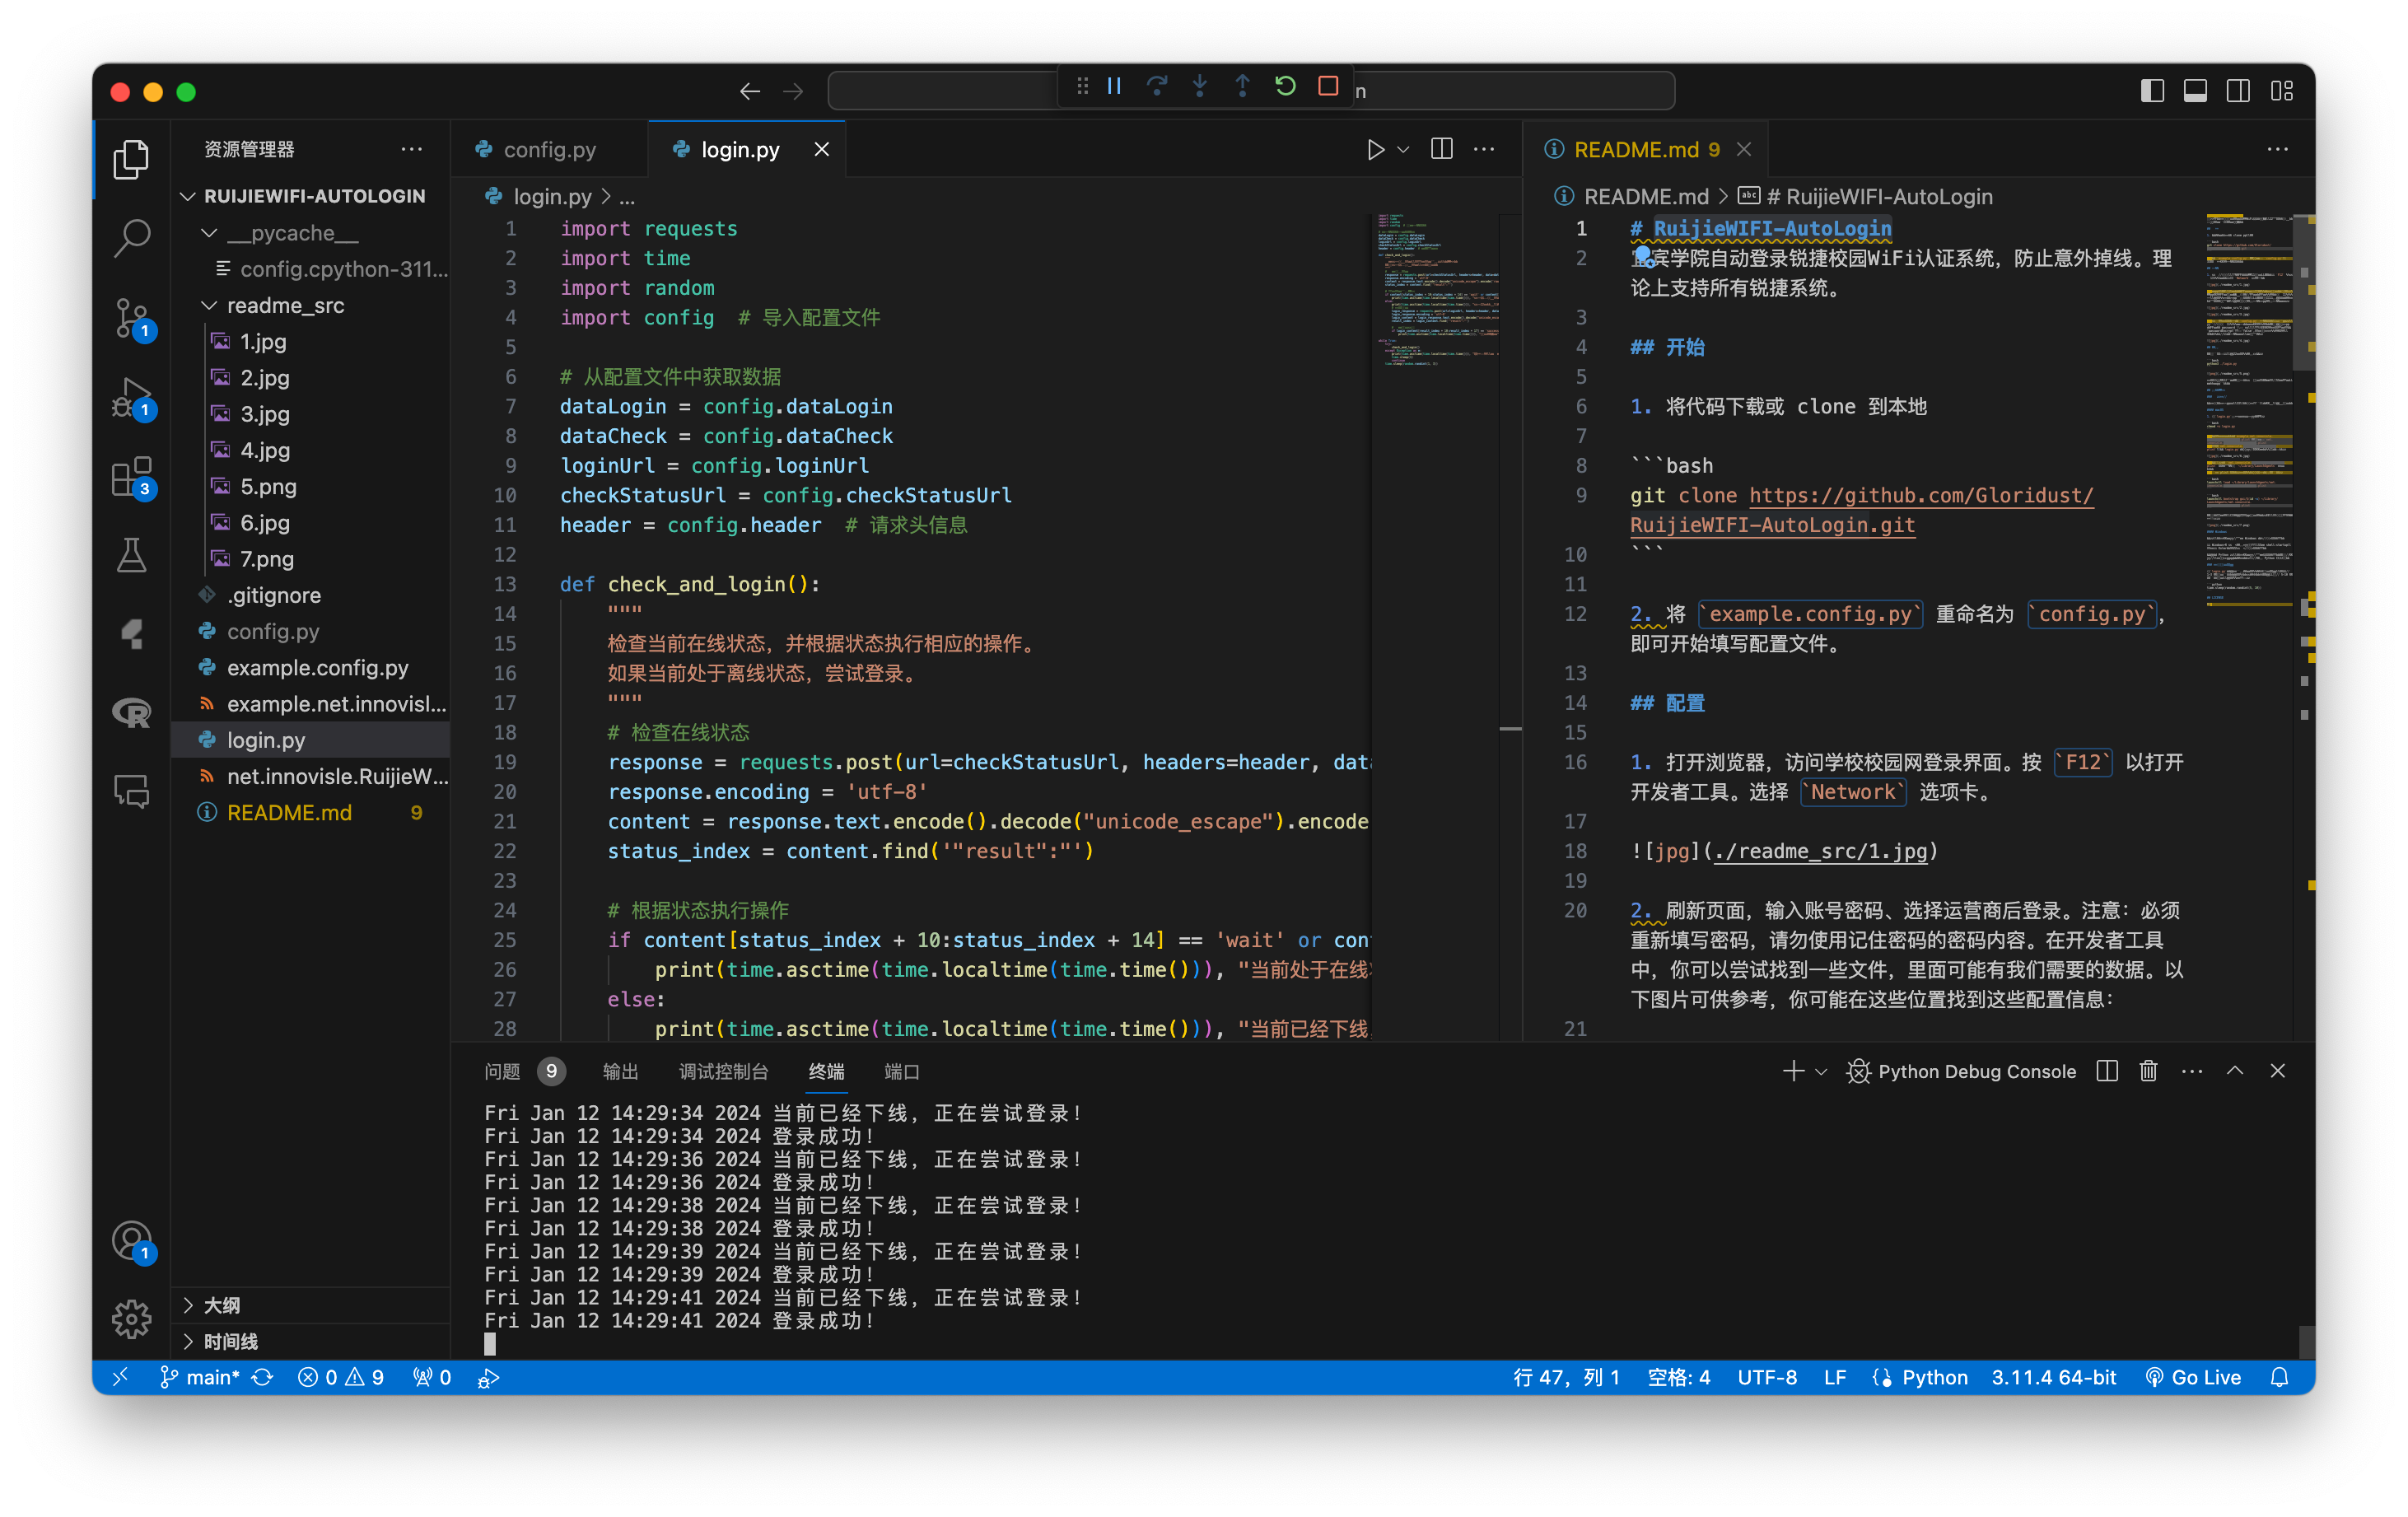 n
资源管理器
RUIJIEWIFI-AUTOLOGIN
__pycache__
config.cpython-311...
readme_src
1.jpg
2.jpg
3.jpg
4.jpg
5.png
6.jpg
7.png
.gitignore
config.py
example.config.py
example.net.innovisl...
login.py
net.innovisle.RuijieW...
README.md 9
大纲
时间线
1
1
3
1
config.py
login.py
login.py > ...
1 import requests
2 import time
3 import random
4 import config # 导入配置文件
5
6 # 从配置文件中获取数据
7 dataLogin = config.dataLogin
8 dataCheck = config.dataCheck
9 loginUrl = config.loginUrl
10 checkStatusUrl = config.checkStatusUrl
11 header = config.header # 请求头信息
12
13 def check_and_login():
14 """
15 检查当前在线状态，并根据状态执行相应的操作。
16 如果当前处于离线状态，尝试登录。
17 """
18 # 检查在线状态
19 response = requests.post(url=checkStatusUrl, headers=header, data
20 response.encoding = 'utf-8'
21 content = response.text.encode().decode("unicode_escape").encode
22 status_index = content.find('"result":"')
23
24 # 根据状态执行操作
25 if content[status_index + 10:status_index + 14] == 'wait' or con
26 print(time.asctime(time.localtime(time.time())), "当前处于在线
27 else:
28 print(time.asctime(time.localtime(time.time())), "当前已经下线
README.md 9
README.md > # RuijieWIFI-AutoLogin
1 # RuijieWIFI-AutoLogin
2 宾学院自动登录锐捷校园WiFi认证系统，防止意外掉线。理
论上支持所有锐捷系统。
3
4 ## 开始
5
6 1. 将代码下载或 clone 到本地
7
8 ```bash
9 git clone https://github.com/Gloridust/
RuijieWIFI-AutoLogin.git
10 ```
11
12 2. 将 `example.config.py` 重命名为 `config.py`，
即可开始填写配置文件。
13
14 ## 配置
15
16 1. 打开浏览器，访问学校校园网登录界面。按 `F12` 以打开
开发者工具。选择 `Network` 选项卡。
17
18 ![jpg](./readme_src/1.jpg)
19
20 2. 刷新页面，输入账号密码、选择运营商后登录。注意：必须
重新填写密码，请勿使用记住密码的密码内容。在开发者工具
中，你可以尝试找到一些文件，里面可能有我们需要的数据。以
下图片可供参考，你可能在这些位置找到这些配置信息：
21
问题 9 输出 调试控制台 终端 端口
Python Debug Console
Fri Jan 12 14:29:34 2024 当前已经下线，正在尝试登录！
Fri Jan 12 14:29:34 2024 登录成功！
Fri Jan 12 14:29:36 2024 当前已经下线，正在尝试登录！
Fri Jan 12 14:29:36 2024 登录成功！
Fri Jan 12 14:29:38 2024 当前已经下线，正在尝试登录！
Fri Jan 12 14:29:38 2024 登录成功！
Fri Jan 12 14:29:39 2024 当前已经下线，正在尝试登录！
Fri Jan 12 14:29:39 2024 登录成功！
Fri Jan 12 14:29:41 2024 当前已经下线，正在尝试登录！
Fri Jan 12 14:29:41 2024 登录成功！
main* 0 9 0 行 47，列 1 空格: 4 UTF-8 LF Python 3.11.4 64-bit Go Live